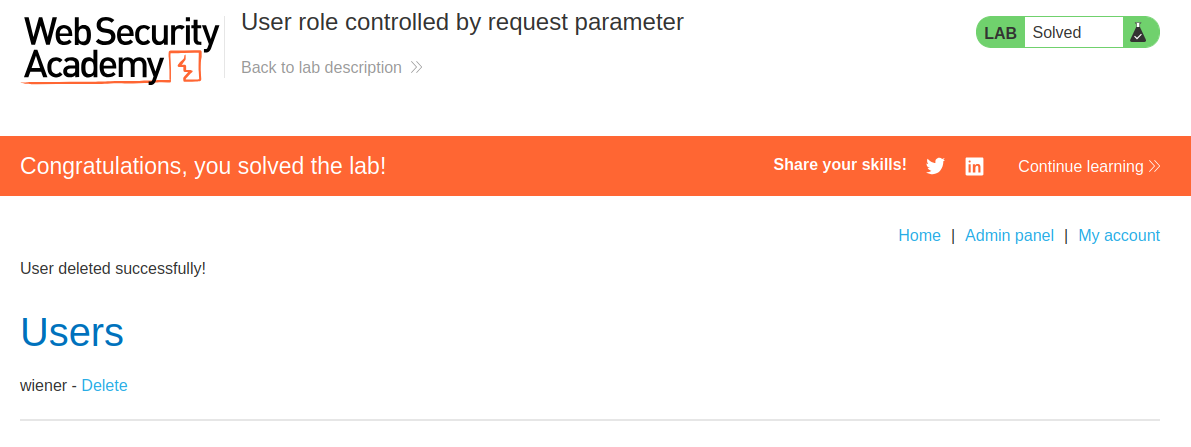 Web Security
Academy
User role controlled by request parameter
Back to lab description
LAB Solved
Congratulations, you solved the lab!
Share your skills!
Continue learning
Home | Admin panel | My account
User deleted successfully!
Users
wiener - Delete